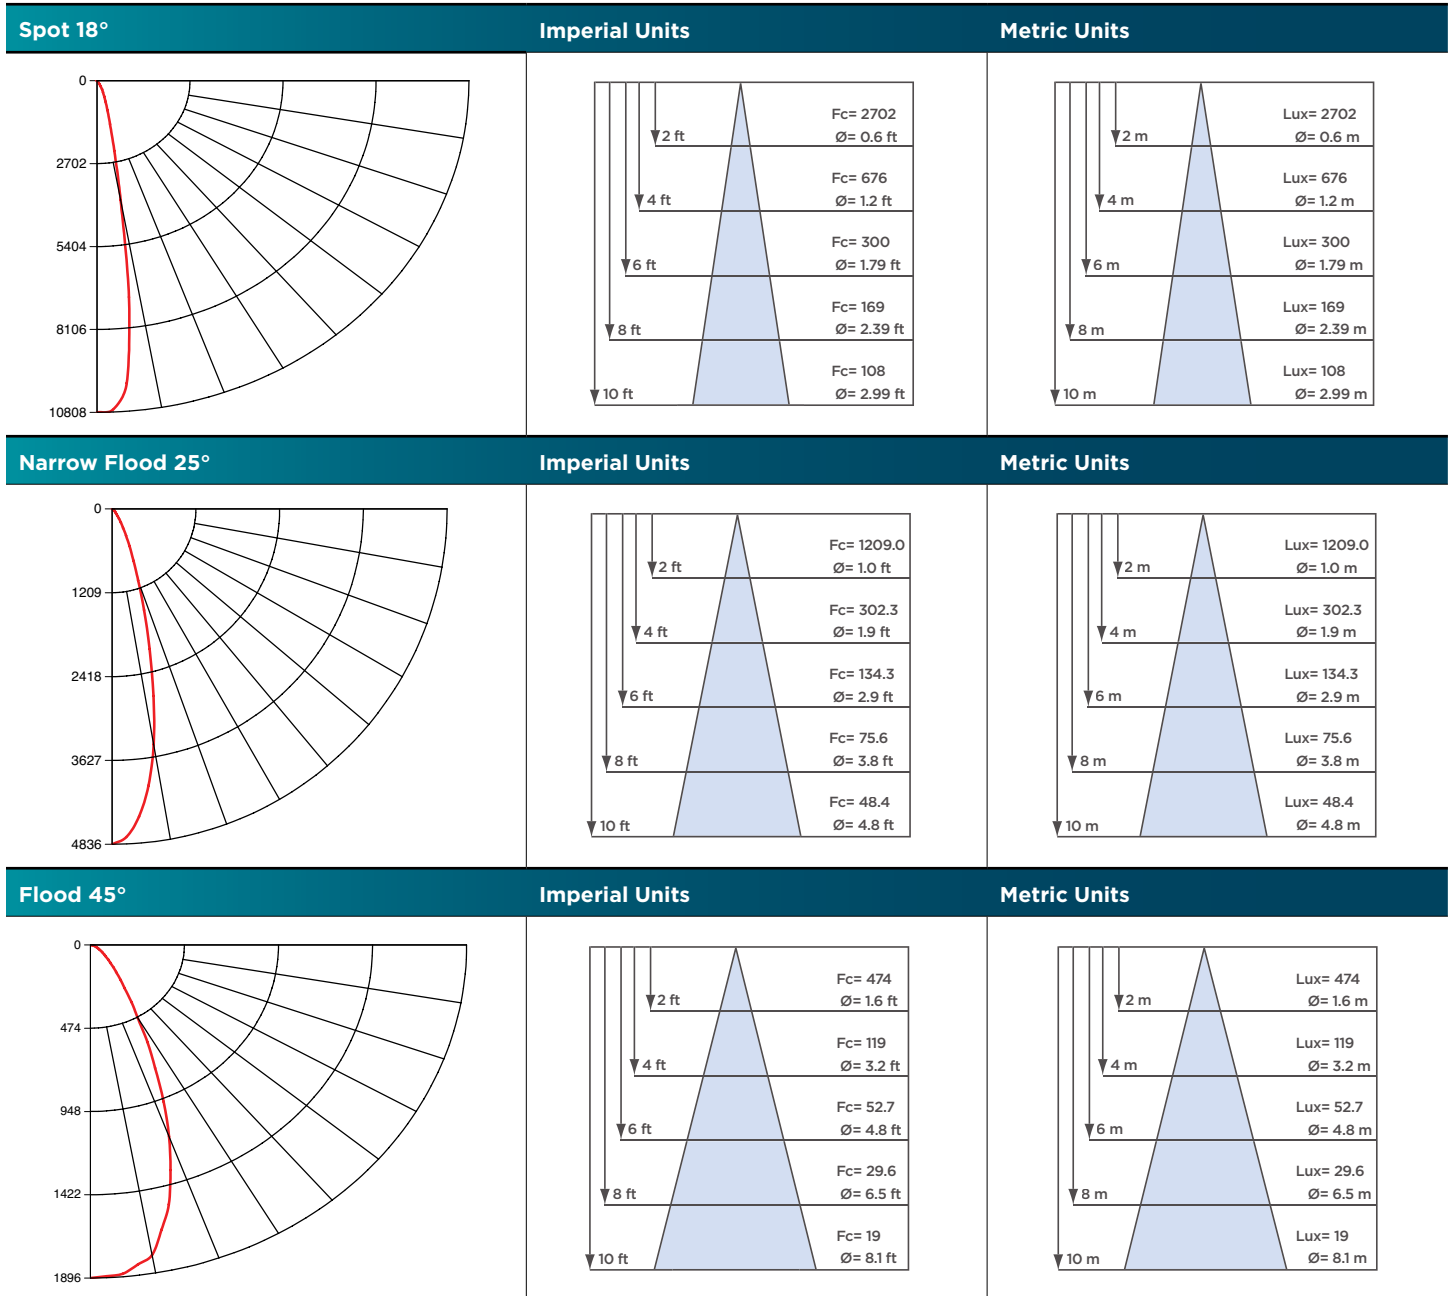 Spot 18° Imperial Units Metric Units
0
2702
5404
8106
10808
Fc= 2702
2 ft Ø= 0.6 ft
Fc= 676
4 ft Ø= 1.2 ft
Fc= 300
6 ft Ø= 1.79 ft
Fc= 169
8 ft Ø= 2.39 ft
Fc= 108
10 ft Ø= 2.99 ft
Lux= 2702
2 m Ø= 0.6 m
Lux= 676
4 m Ø= 1.2 m
Lux= 300
6 m Ø= 1.79 m
Lux= 169
8 m Ø= 2.39 m
Lux= 108
10 m Ø= 2.99 m
Narrow Flood 25° Imperial Units Metric Units
0
1209
2418
3627
4836
Fc= 1209.0
2 ft Ø= 1.0 ft
Fc= 302.3
4 ft Ø= 1.9 ft
Fc= 134.3
6 ft Ø= 2.9 ft
Fc= 75.6
8 ft Ø= 3.8 ft
Fc= 48.4
10 ft Ø= 4.8 ft
Lux= 1209.0
2 m Ø= 1.0 m
Lux= 302.3
4 m Ø= 1.9 m
Lux= 134.3
6 m Ø= 2.9 m
Lux= 75.6
8 m Ø= 3.8 m
Lux= 48.4
10 m Ø= 4.8 m
Flood 45° Imperial Units Metric Units
0
474
948
1422
1896
Fc= 474
2 ft Ø= 1.6 ft
Fc= 119
4 ft Ø= 3.2 ft
Fc= 52.7
6 ft Ø= 4.8 ft
Fc= 29.6
8 ft Ø= 6.5 ft
Fc= 19
10 ft Ø= 8.1 ft
Lux= 474
2 m Ø= 1.6 m
Lux= 119
4 m Ø= 3.2 m
Lux= 52.7
6 m Ø= 4.8 m
Lux= 29.6
8 m Ø= 6.5 m
Lux= 19
10 m Ø= 8.1 m